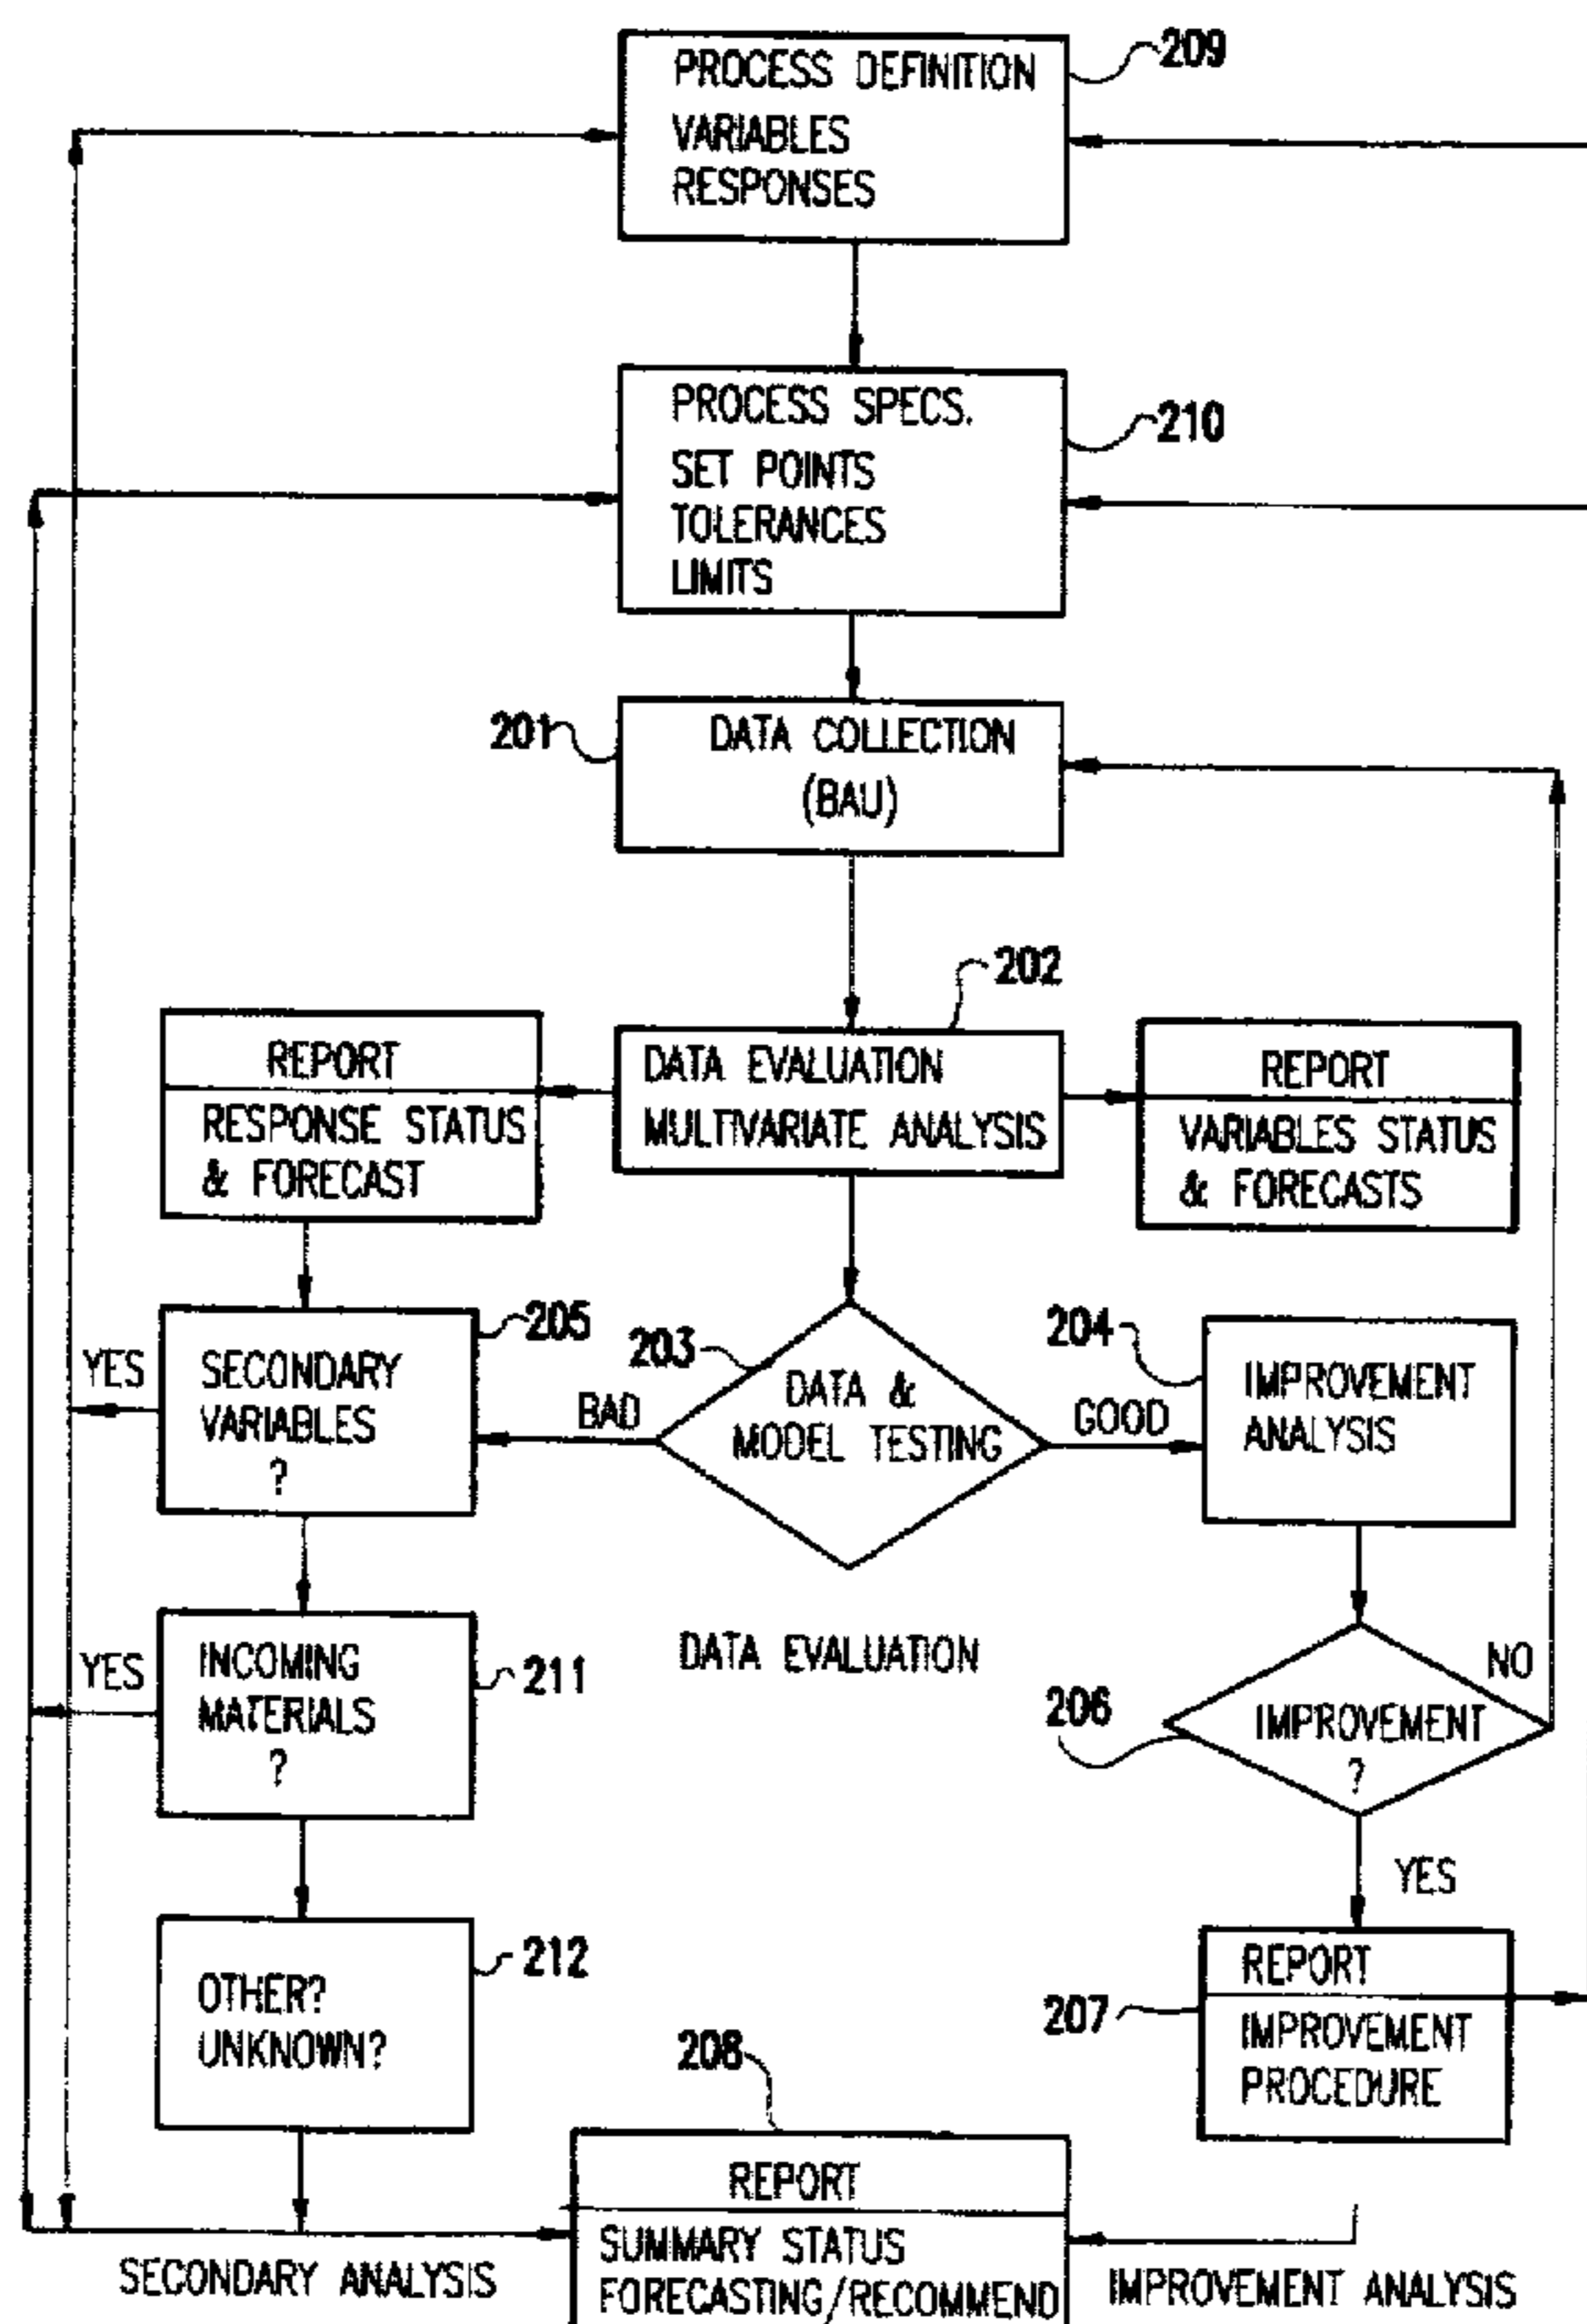 209
PROCESS DEFINITION
VARIABLES
RESPONSES
PROCESS SPECS.
SET POINTS
TOLERANCES
LIMITS
210
201
DATA COLLECTION
(BAU)
202
REPORT
RESPONSE STATUS
& FORECAST
DATA EVALUATION
MULTIVARIATE ANALYSIS
REPORT
VARIABLES STATUS
& FORECASTS
YES
205
SECONDARY
VARIABLES
?
BAD
203
DATA &
MODEL TESTING
GOOD
204
IMPROVEMENT
ANALYSIS
YES
INCOMING
MATERIALS
?
211
DATA EVALUATION
NO
206
IMPROVEMENT
?
YES
212
OTHER?
UNKNOWN?
207
REPORT
IMPROVEMENT
PROCEDURE
208
REPORT
SUMMARY STATUS
FORECASTING/RECOMMEND
SECONDARY ANALYSIS
IMPROVEMENT ANALYSIS